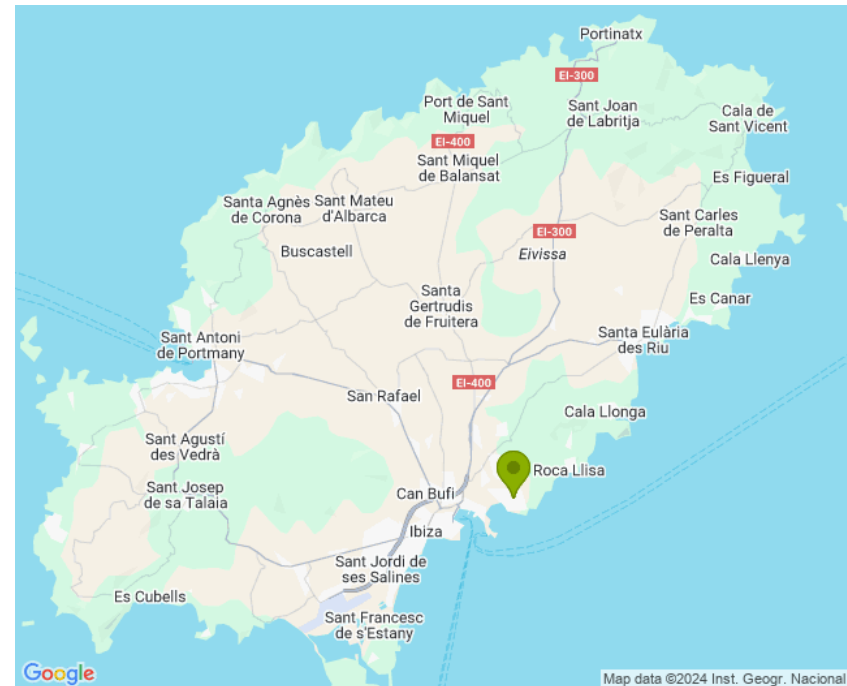 Portinatx
EI-300
Port de Sant
Miquel
Sant Joan
de Labritja
Cala de
Sant Vicent
EI-400
Sant Miquel
de Balansat
Es Figueral
Santa Agnès
de Corona
Sant Mateu
d'Albarca
Sant Carles
de Peralta
EI-300
Buscastell
Eivissa
Cala Llenya
Santa
Gertrudis
de Fruitera
Es Canar
Sant Antoni
de Portmany
Santa Eulària
des Riu
EI-400
San Rafael
Cala Llonga
Sant Agustí
des Vedrà
Roca Llisa
Sant Josep
de sa Talaia
Can Bufi
Ibiza
Sant Jordi de
ses Salines
Es Cubells
Sant Francesc
de s'Estany
Google
Map data ©2024 Inst. Geogr. Nacional